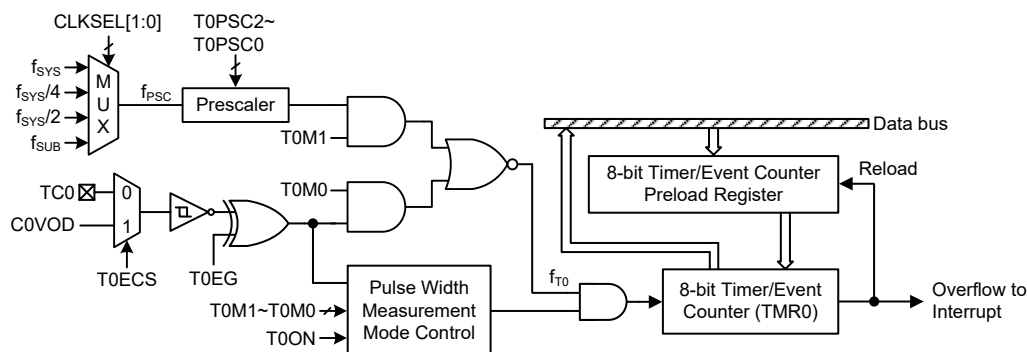 CLKSEL[1:0]
T0PSC2~
T0PSC0
fSYS
fSYS/4
fSYS/2
fSUB
M
U
X
fPSC
Prescaler
T0M1
Data bus
8-bit Timer/Event Counter
Preload Register
Reload
TC0
C0VOD
0
1
T0ECS
T0EG
T0M0
T0M1~T0M0
T0ON
Pulse Width
Measurement
Mode Control
fT0
8-bit Timer/Event
Counter (TMR0)
Overflow to
Interrupt